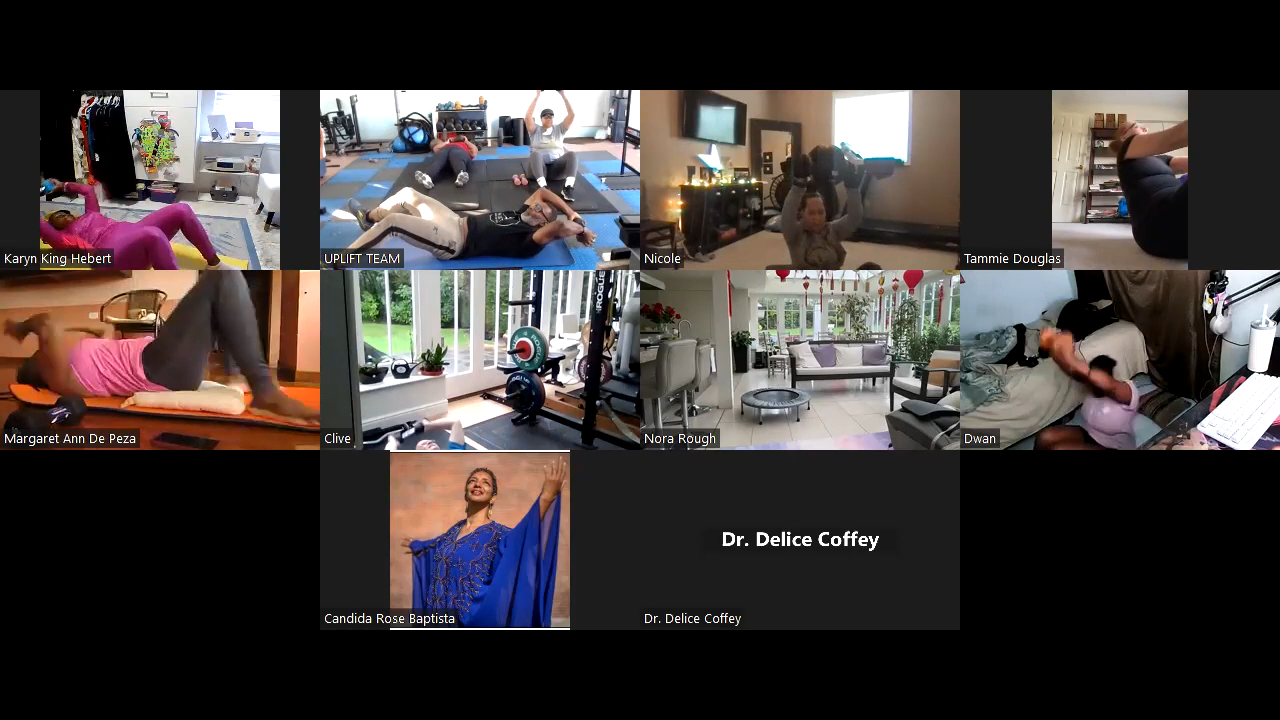 Karyn King Hebert
UPLIFT TEAM
Nicole
Tammie Douglas
Margaret Ann De Peza
Clive
ROGUE
Nora Rough
Dwan
Dr. Delice Coffey
Candida Rose Baptista
Dr. Delice Coffey